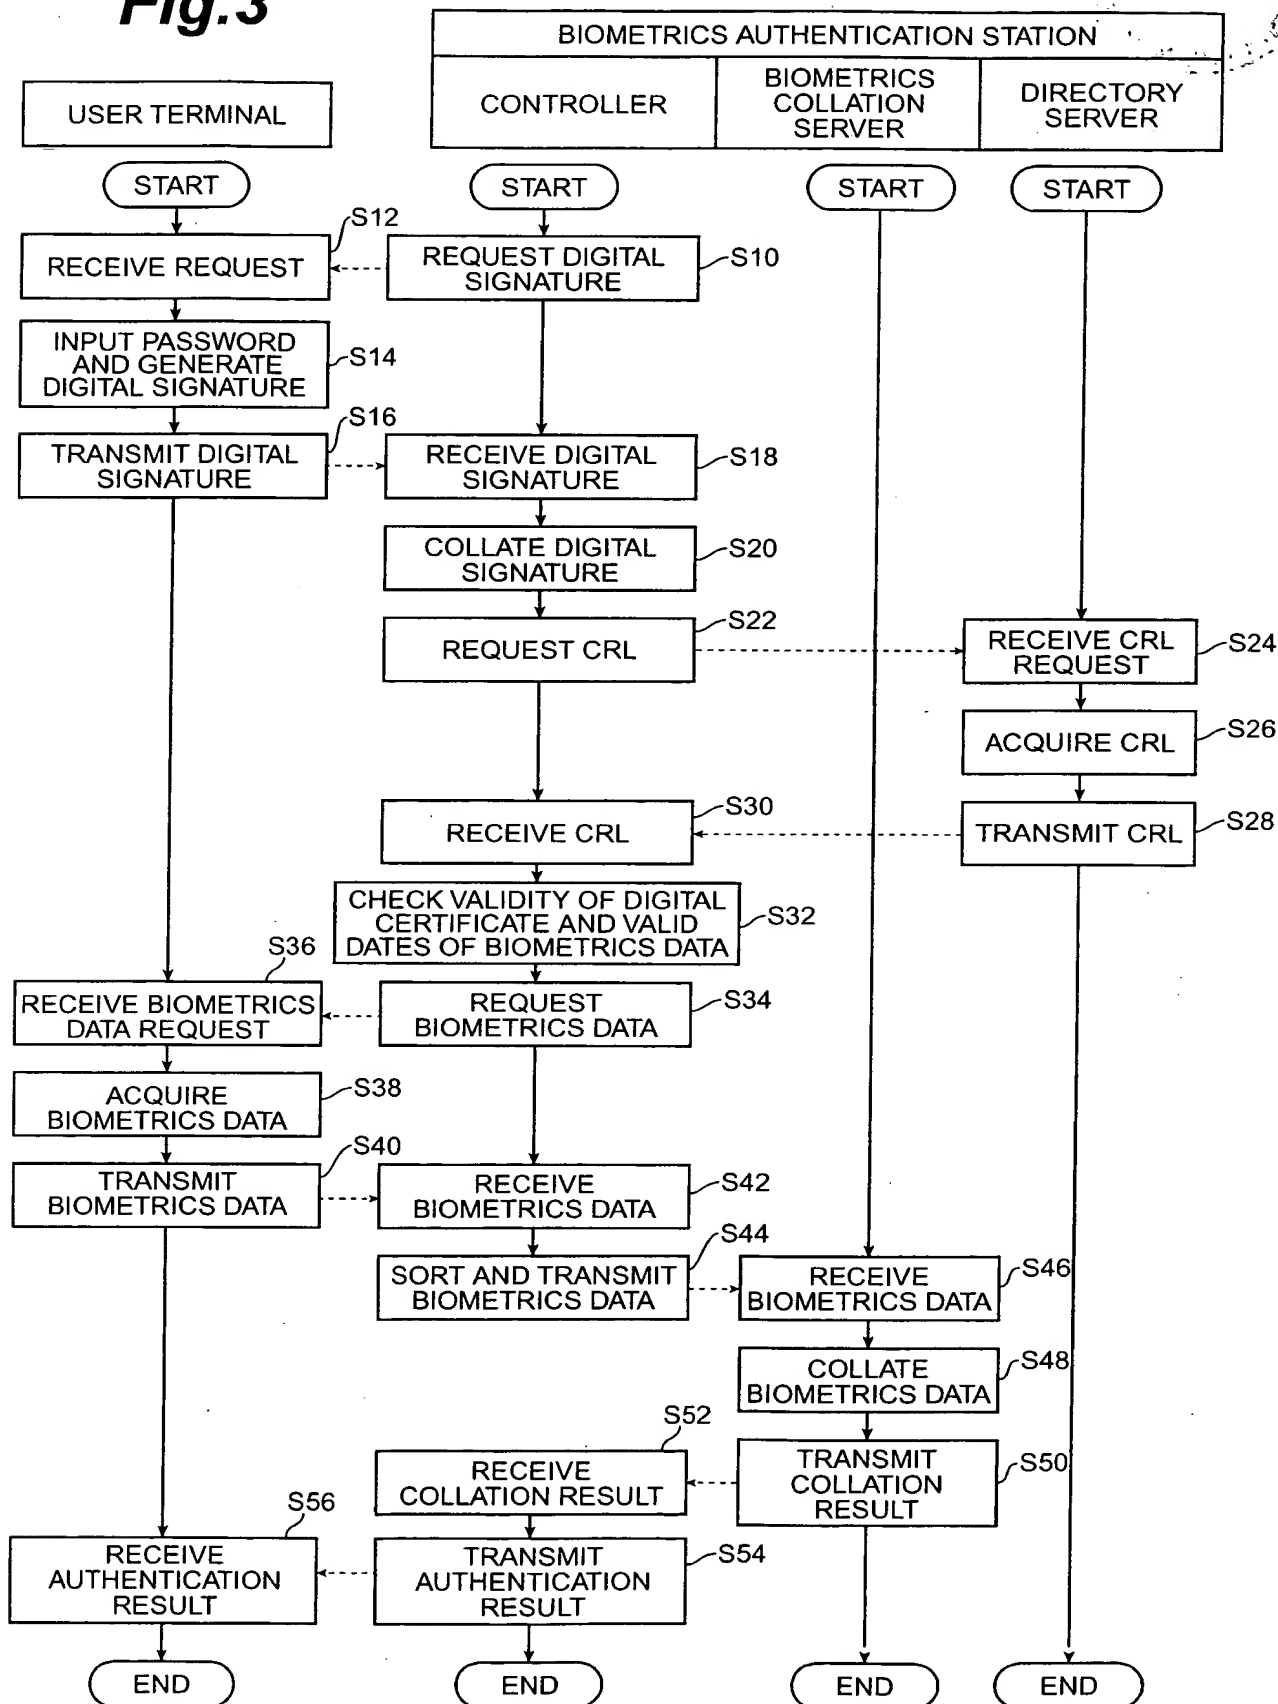 Fig.3
BIOMETRICS AUTHENTICATION STATION
USER TERMINAL
CONTROLLER
BIOMETRICS
COLLATION
SERVER
DIRECTORY
SERVER
START
START
START
START
S12
RECEIVE REQUEST
REQUEST DIGITAL
SIGNATURE
S10
INPUT PASSWORD
AND GENERATE
DIGITAL SIGNATURE
S14
S16
TRANSMIT DIGITAL
SIGNATURE
RECEIVE DIGITAL
SIGNATURE
S18
COLLATE DIGITAL
SIGNATURE
S20
S22
REQUEST CRL
RECEIVE CRL
REQUEST
S24
ACQUIRE CRL
S26
S30
RECEIVE CRL
TRANSMIT CRL
S28
CHECK VALIDITY OF DIGITAL
CERTIFICATE AND VALID
DATES OF BIOMETRICS DATA
S32
S36
RECEIVE BIOMETRICS
DATA REQUEST
REQUEST
BIOMETRICS DATA
S34
ACQUIRE
BIOMETRICS DATA
S38
S40
TRANSMIT
BIOMETRICS DATA
RECEIVE
BIOMETRICS DATA
S42
S44
SORT AND TRANSMIT
BIOMETRICS DATA
RECEIVE
BIOMETRICS DATA
S46
COLLATE
BIOMETRICS DATA
S48
S52
RECEIVE
COLLATION RESULT
TRANSMIT
COLLATION
RESULT
S50
S56
RECEIVE
AUTHENTICATION
RESULT
TRANSMIT
AUTHENTICATION
RESULT
S54
END
END
END
END